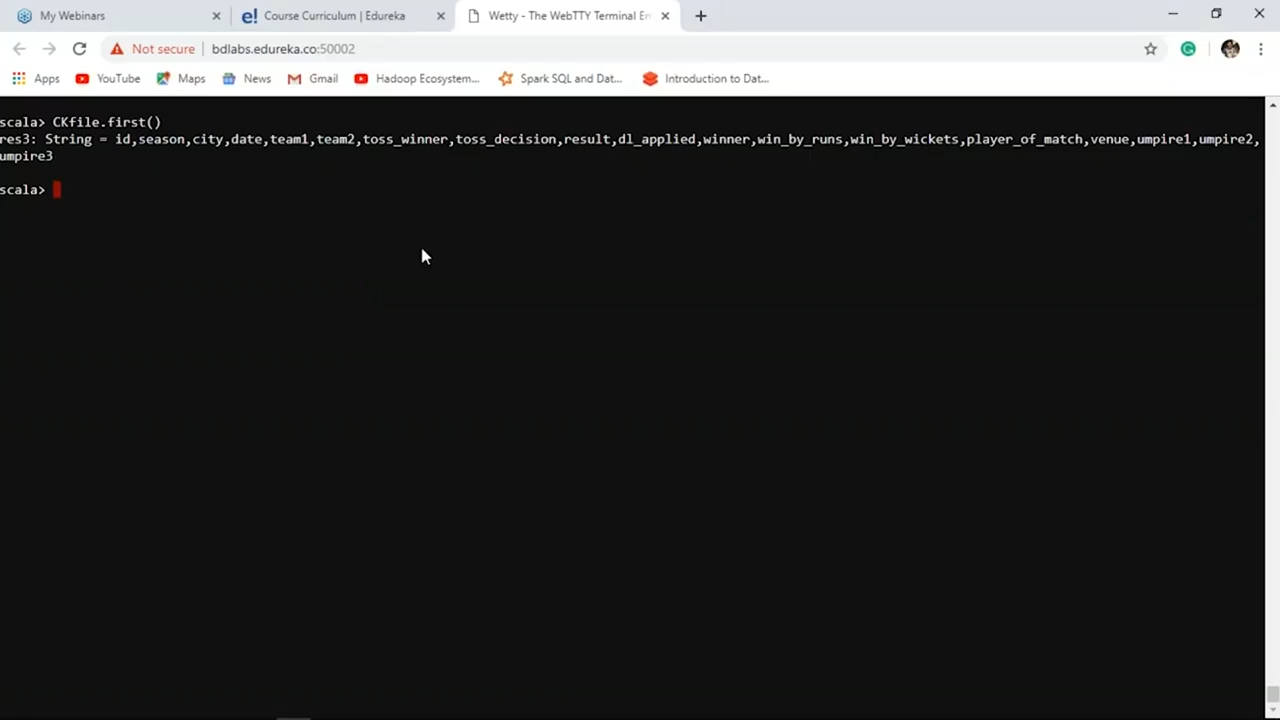 My Webinars
Course Curriculum | Edureka
Wetty - The WebTTY Terminal Em
Not secure | bdlabs.edureka.co:50002
Apps YouTube Maps News Gmail Hadoop Ecosystem... Spark SQL and Dat... Introduction to Dat...
scala> CKfile.first()
res3: String = id,season,city,date,team1,team2,toss_winner,toss_decision,result,dl_applied,winner,win_by_runs,win_by_wickets,player_of_match,venue,umpire1,umpire2,
umpire3
scala>